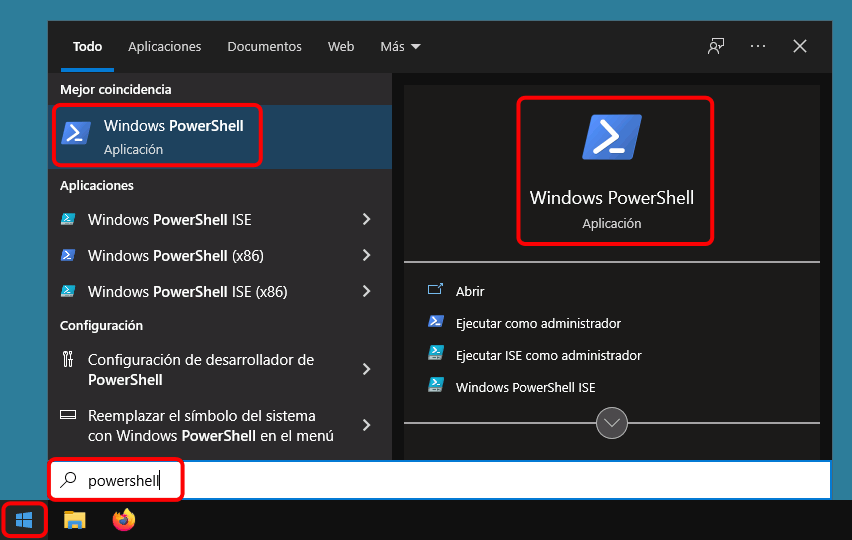 Todo Aplicaciones Documentos Web Más
Mejor coincidencia
Windows PowerShell
Aplicación
Aplicaciones
Windows PowerShell ISE
Windows PowerShell (x86)
Windows PowerShell ISE (x86)
Configuración
Configuración de desarrollador de
PowerShell
Reemplazar el símbolo del sistema
con Windows PowerShell en el menú
Windows PowerShell
Aplicación
Abrir
Ejecutar como administrador
Ejecutar ISE como administrador
Windows PowerShell ISE
powershell